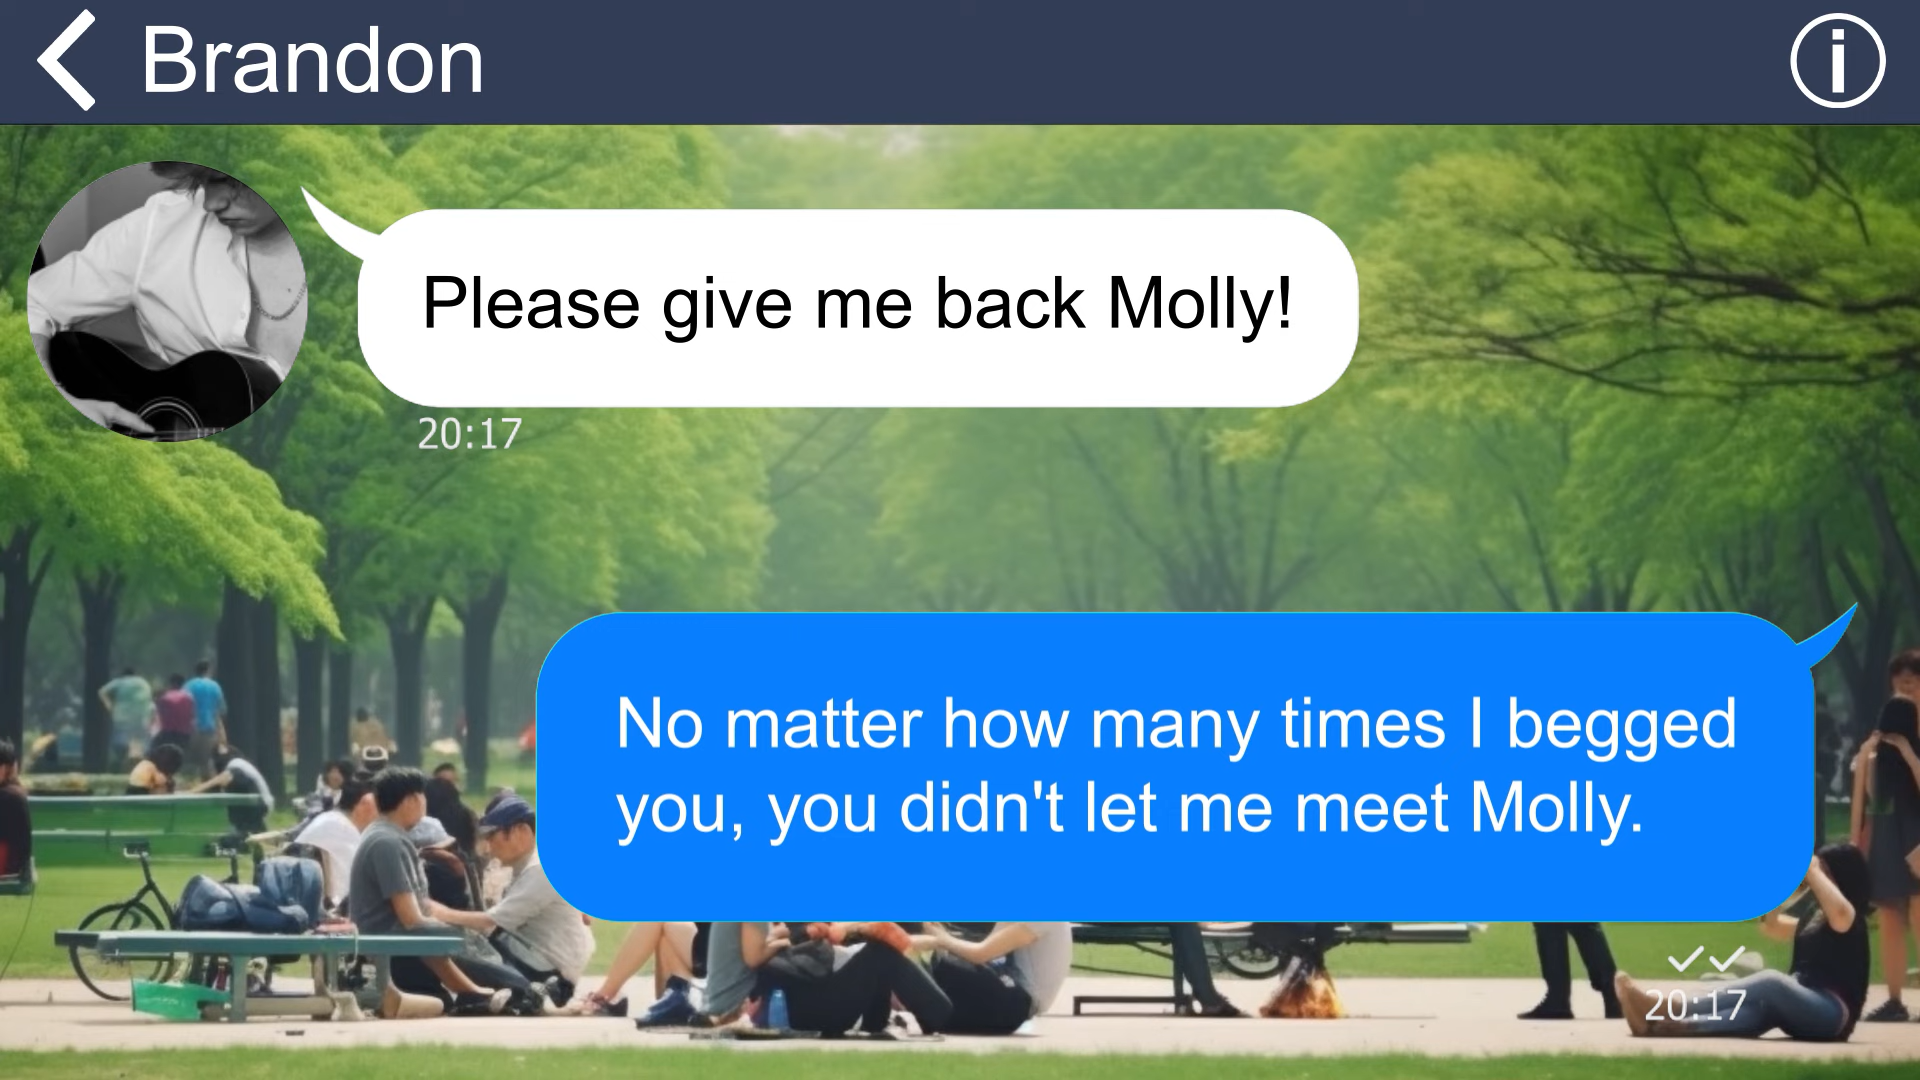 Brandon
Please give me back Molly!
20:17
No matter how many times I begged
you, you didn't let me meet Molly.
20:17